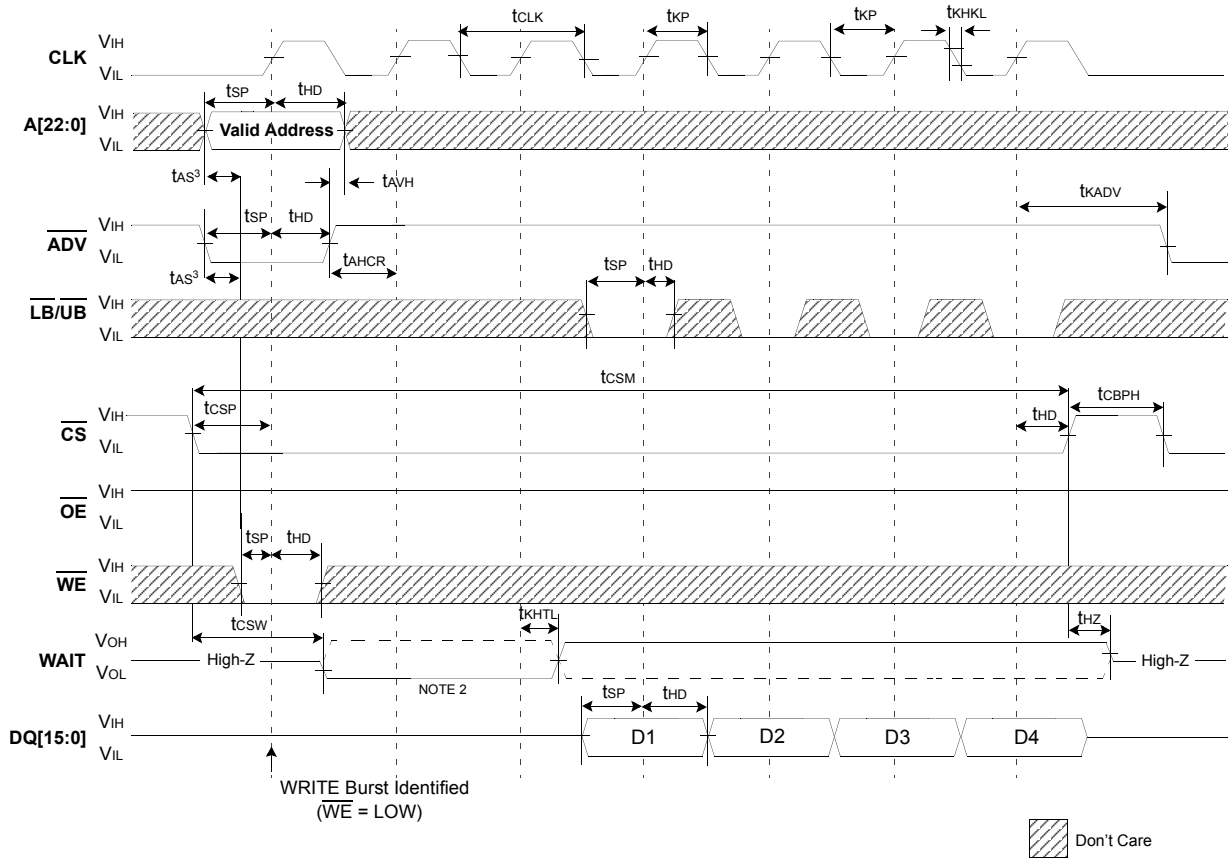 tCLK tKP tKP tKHKL
CLK VIH
VIL
tSP tHD
A[22:0] VIH
VIL
Valid Address
tAS3 tAVH
tSP tHD tKADV
ADV VIH
VIL
tAS3 tAHCR
tSP tHD
LB/UB VIH
VIL
tCSM
tCSP tHD tCBPH
CS VIH
VIL
OE VIH
VIL
tSP tHD
WE VIH
VIL
tCSW tKHTL tHZ
WAIT VOH
VOL
High-Z NOTE 2 High-Z
tSP tHD
DQ[15:0] VIH
VIL
D1 D2 D3 D4
WRITE Burst Identified
(WE = LOW)
Don't Care